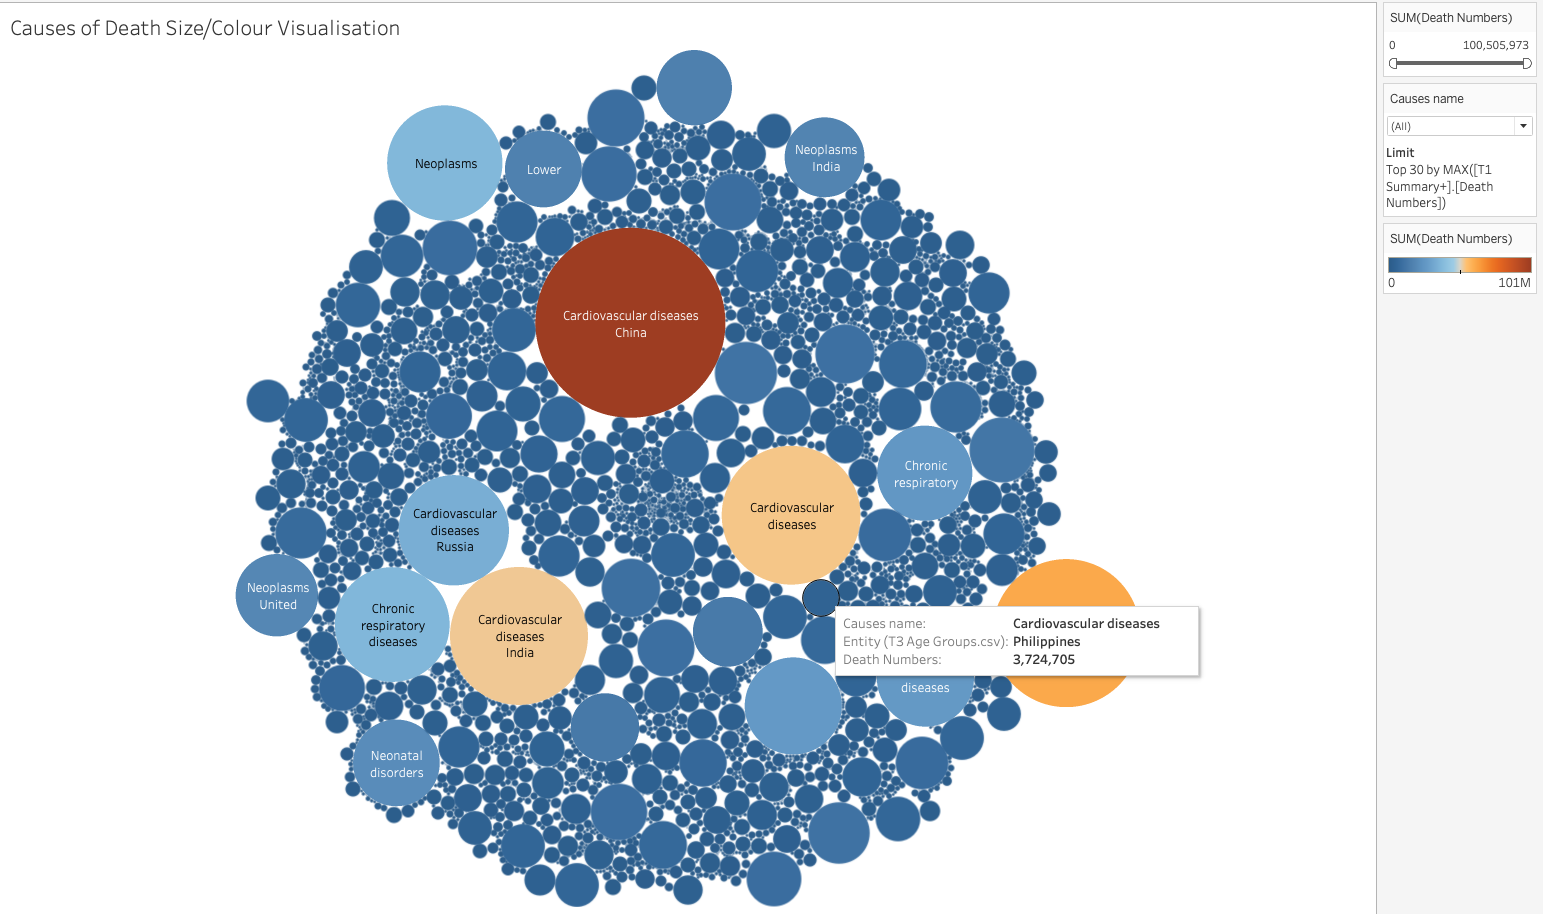 Causes of Death Size/Colour Visualisation
Neoplasms
Lower
Neoplasms
India
Cardiovascular diseases
China
Chronic
respiratory
Cardiovascular
diseases
Cardiovascular
diseases
Russia
Neoplasms
United
Chronic
respiratory
diseases
Cardiovascular
diseases
India
Causes name: Cardiovascular diseases
Entity (T3 Age Groups.csv): Philippines
Death Numbers: 3,724,705
diseases
Neonatal
disorders
SUM(Death Numbers)
0 100,505,973
Causes name
(All)
Limit
Top 30 by MAX([T1
Summary+].[Death
Numbers])
SUM(Death Numbers)
0 101M